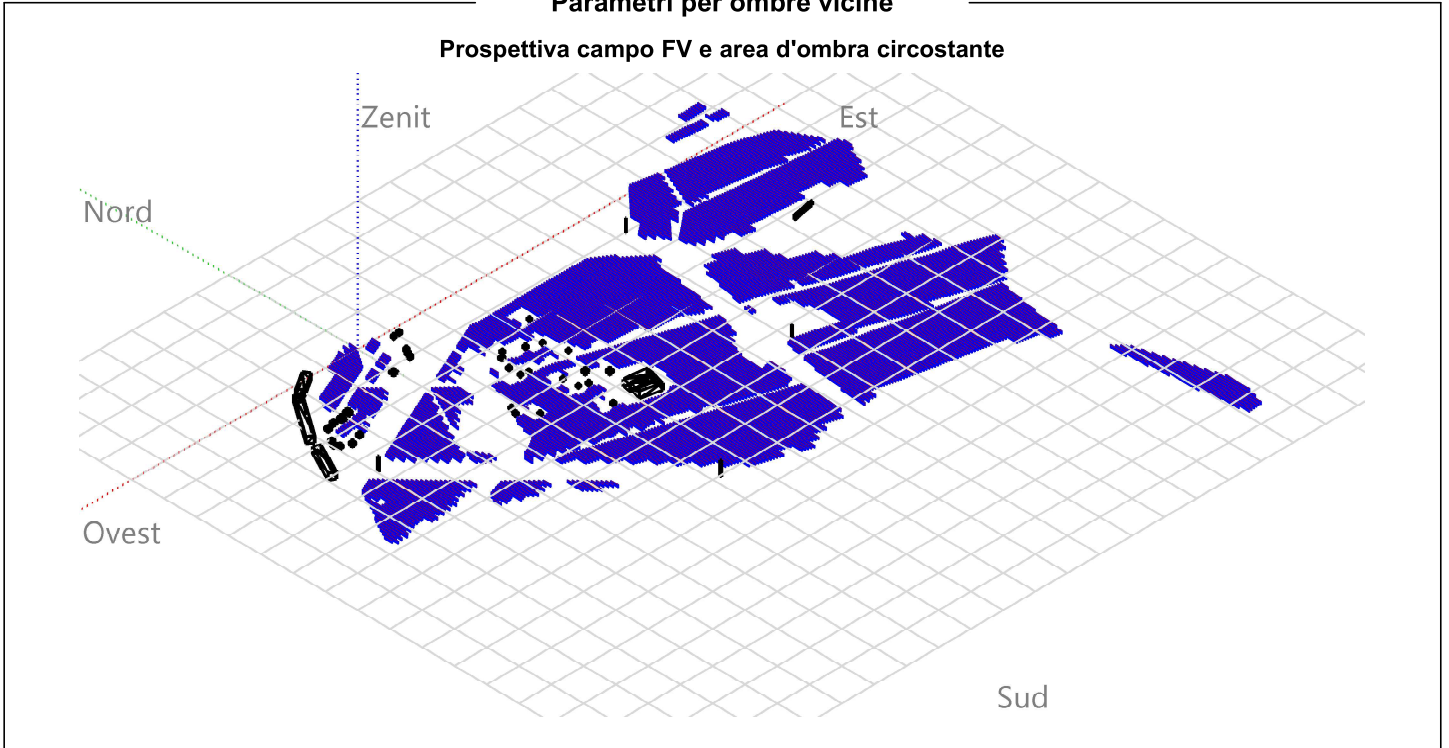 Parametri per ombre vicine
Prospettiva campo FV e area d'ombra circostante
Zenit
Est
Nord
Ovest
Sud